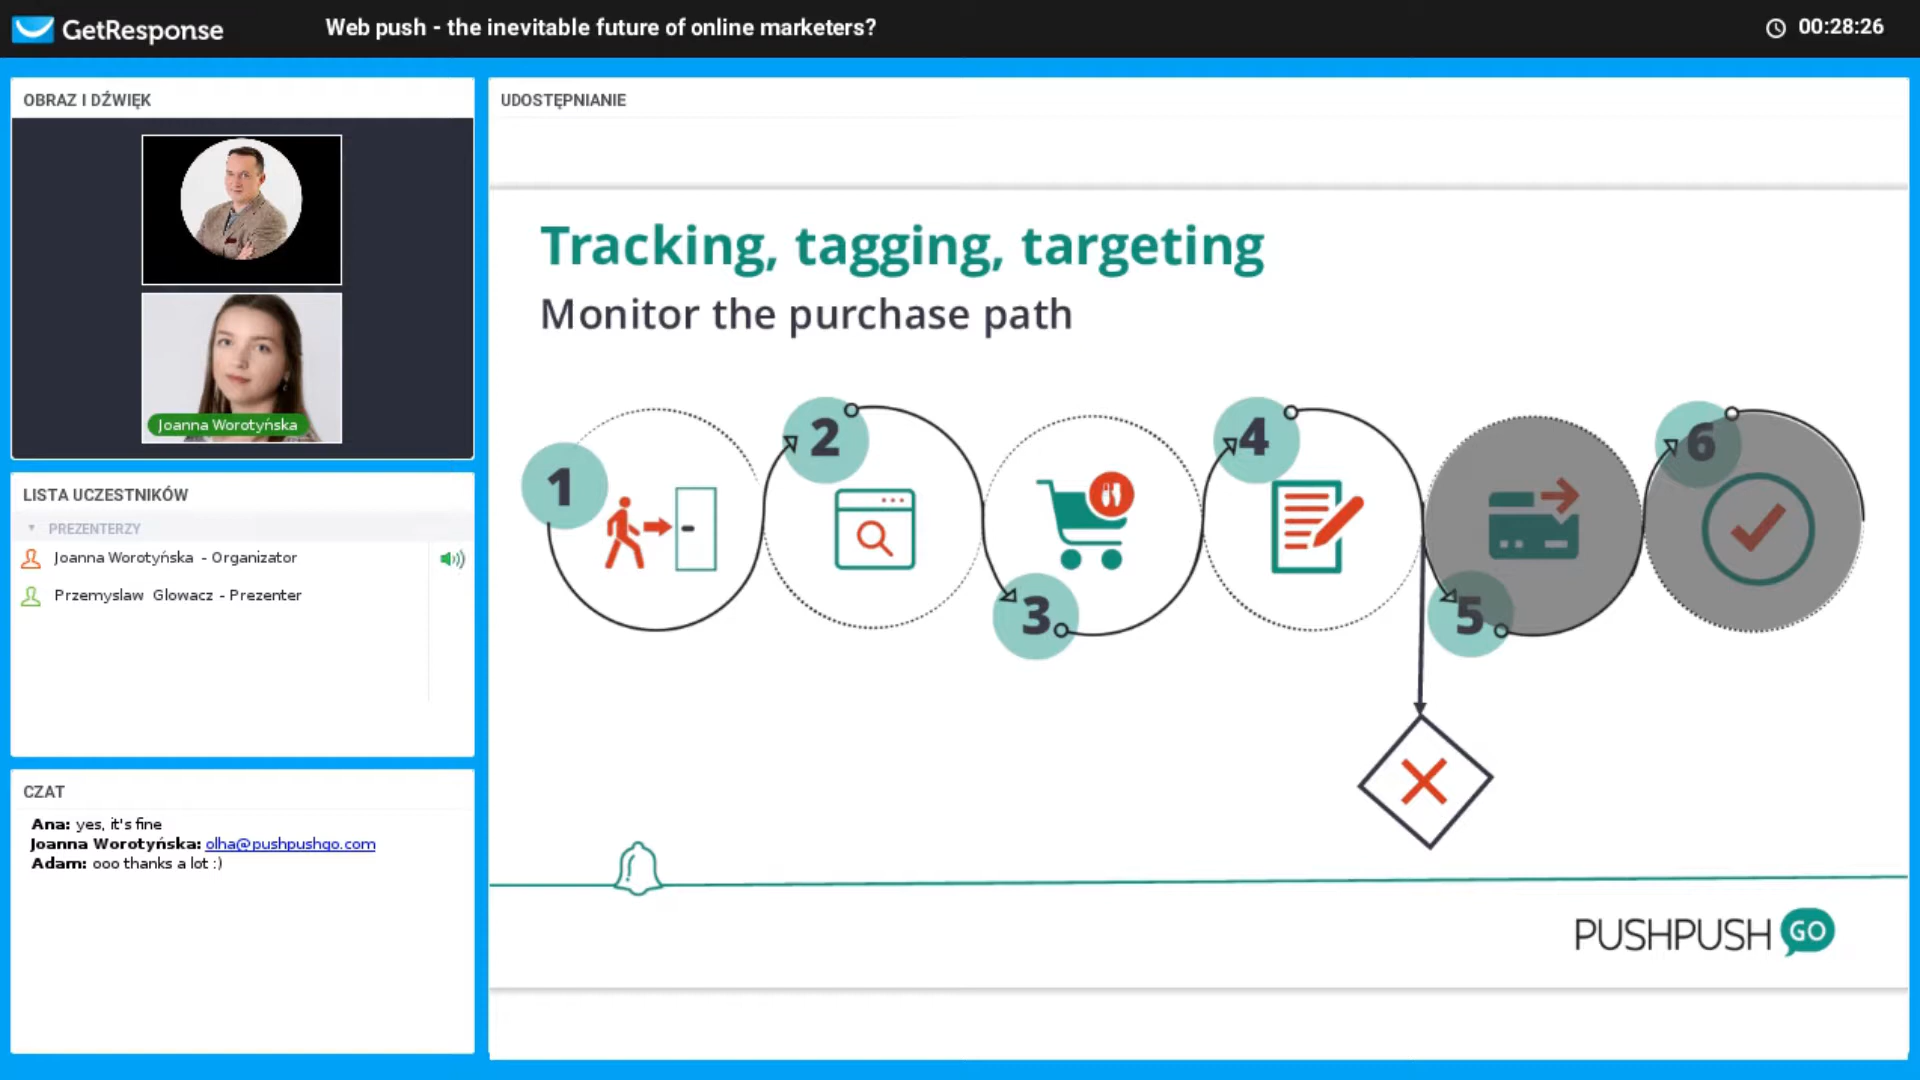 GetResponse
Web push - the inevitable future of online marketers?
00:28:26
OBRAZ I DŹWIĘK
Joanna Worotyńska
LISTA UCZESTNIKÓW
PREZENTERZY
Joanna Worotyńska - Organizator
Przemyslaw Glowacz - Prezenter
CZAT
Ana: yes, it's fine
Joanna Worotyńska: olha@pushpushgo.com
Adam: ooo thanks a lot :)
UDOSTĘPNIANIE
Tracking, tagging, targeting
Monitor the purchase path
1
2
3
4
5
6
PUSHPUSH GO